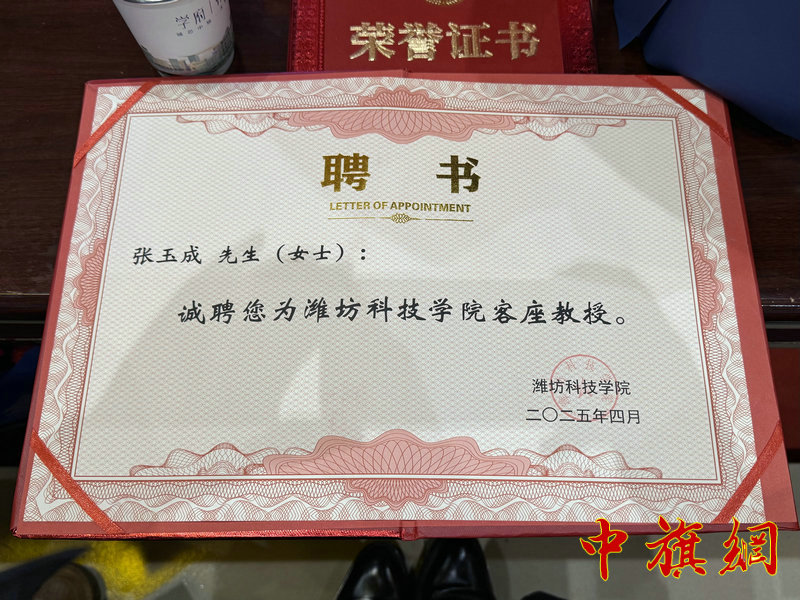 学府
荣誉证书
聘 书
LETTER OF APPOINTMENT
张玉成 先生（女士）：
诚聘您为潍坊科技学院客座教授。
潍坊科技学院
二〇二五年四月
中旗網